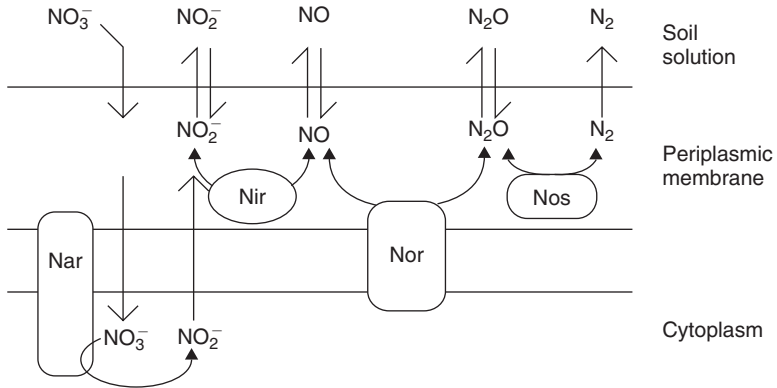 NO₃⁻ NO₂⁻ NO N₂O N₂
Soil
solution
NO₂⁻ NO N₂O N₂
Periplasmic
membrane
Nir Nos
Nar Nor
NO₃⁻ NO₂⁻ Cytoplasm